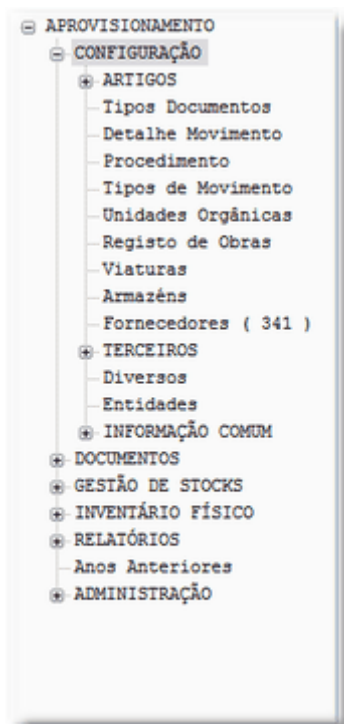 APROVISIONAMENTO
CONFIGURAÇÃO
ARTIGOS
Tipos Documentos
Detalhe Movimento
Procedimento
Tipos de Movimento
Unidades Orgânicas
Registo de Obras
Viaturas
Armazéns
Fornecedores ( 341 )
TERCEIROS
Diversos
Entidades
INFORMAÇÃO COMUM
DOCUMENTOS
GESTÃO DE STOCKS
INVENTÁRIO FÍSICO
RELATÓRIOS
Anos Anteriores
ADMINISTRAÇÃO